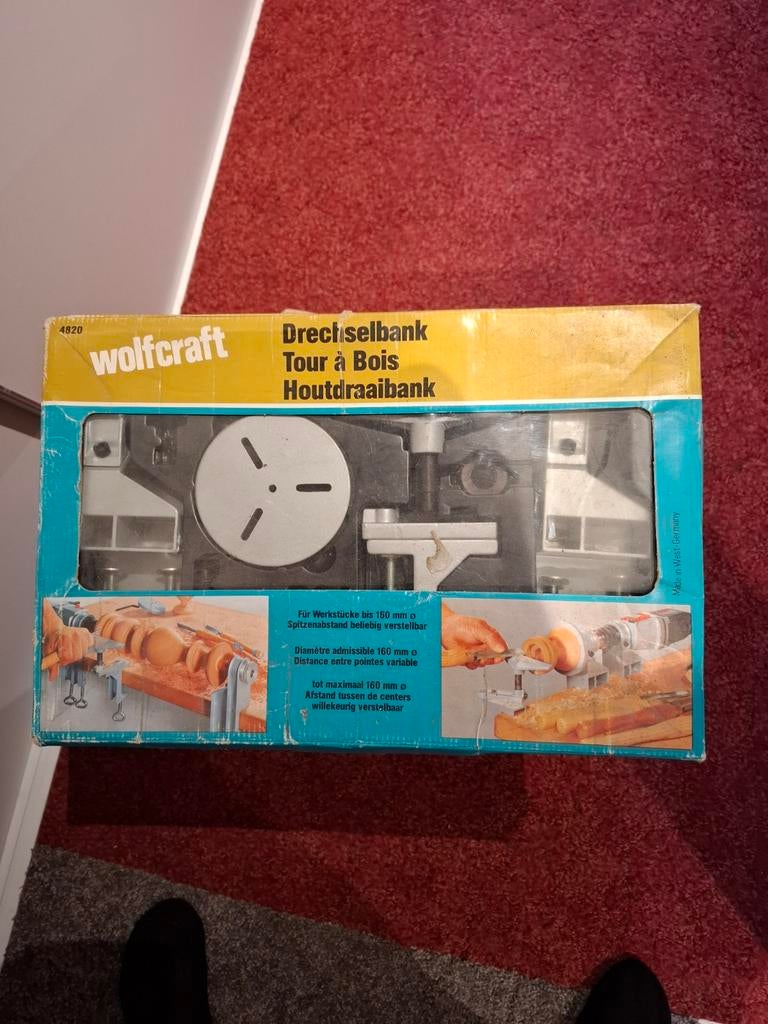 4820
wolfcraft
Drechselbank
Tour à Bois
Houtdraaibank
Made in West-Germany
Für Werkstücke bis 160 mm ø
Spitzenabstand beliebig verstellbar
Diamètre admissible 160 mm ø
Distance entre pointes variable
tot maximaal 160 mm ø
Afstand tussen de centers
willekeurig verstelbaar